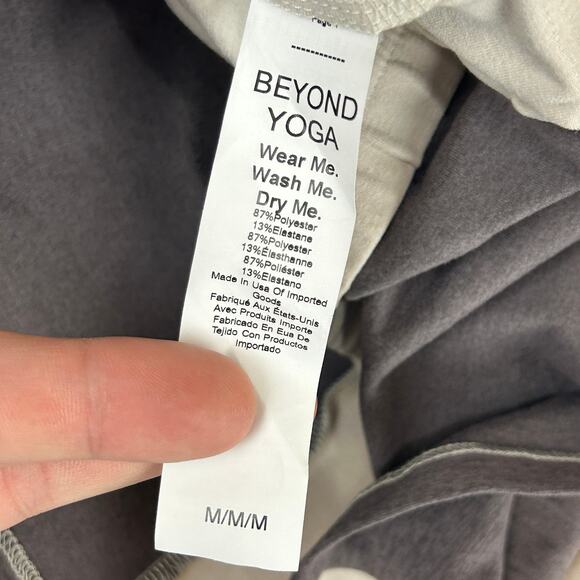 ------------
BEYOND
YOGA
Wear Me.
Wash Me.
Dry Me.
87%Polyester
13%Elastane
87%Polyester
13%Élasthanne
87%Poliéster
13%Elastano
Made In Usa Of Imported
Goods
Fabriqué Aux États-Unis
Avec Produits Importe
Fabricado En Eua De
Tejido Con Productos
Importado
M/M/M